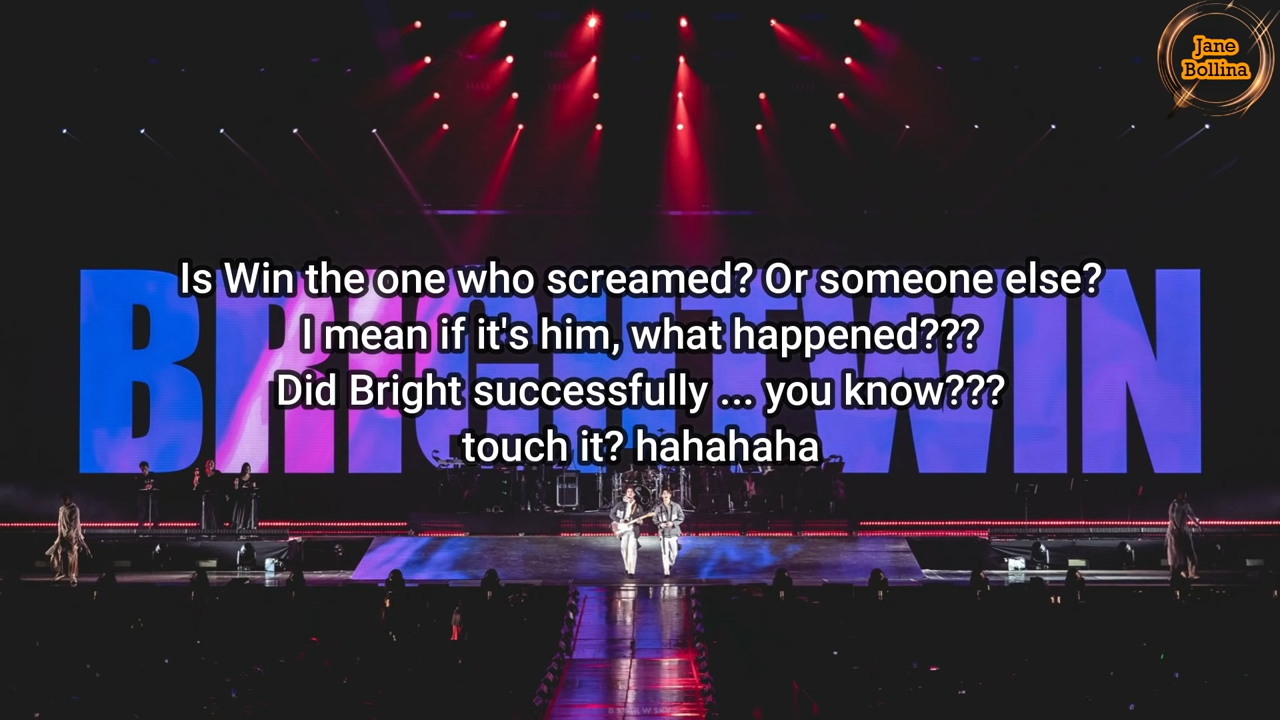 Jane
Bollina
BRIGHTWIN
Is Win the one who screamed? Or someone else?
I mean if it's him, what happened???
Did Bright successfully ... you know???
touch it? hahahaha